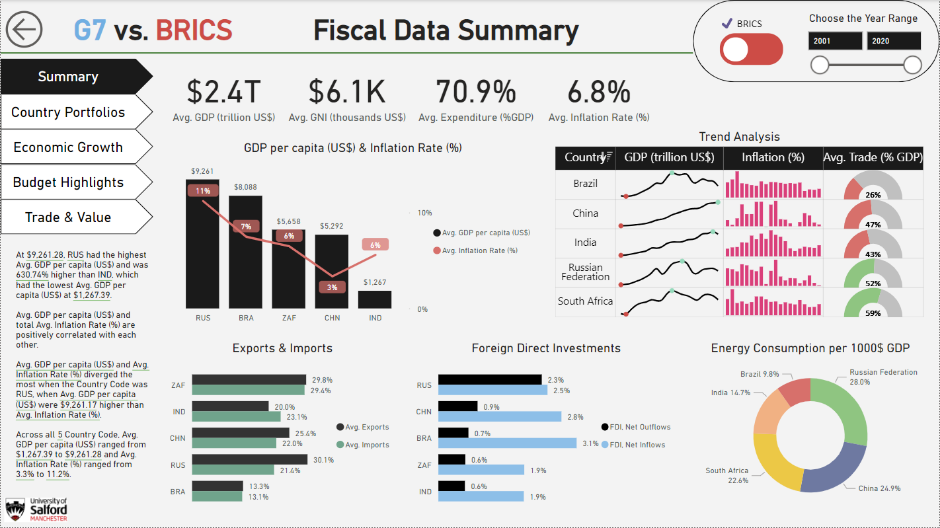 G7 vs. BRICS
Fiscal Data Summary
BRICS
Choose the Year Range
2001
2020
Summary
Country Portfolios
Economic Growth
Budget Highlights
Trade & Value
$2.4T
Avg. GDP (trillion US$)
$6.1K
Avg. GNI (thousands US$)
70.9%
Avg. Expenditure (%GDP)
6.8%
Avg. Inflation Rate (%)
At $9,261.28, RUS had the highest
Avg. GDP per capita (US$) and was
630.74% higher than IND, which
had the lowest Avg. GDP per
capita (US$) at $1,267.39.
Avg. GDP per capita (US$) and
total Avg. Inflation Rate (%) are
positively correlated with each
other.
Avg. GDP per capita (US$) and Avg.
Inflation Rate (%) diverged the
most when the Country Code was
RUS, when Avg. GDP per capita
(US$) were $9,261.17 higher than
Avg. Inflation Rate (%).
Across all 5 Country Code, Avg.
GDP per capita (US$) ranged from
$1,267.39 to $9,261.28 and Avg.
Inflation Rate (%) ranged from
3.3% to 11.2%.
University of
Salford
MANCHESTER
GDP per capita (US$) & Inflation Rate (%)
$9,261
$8,088
$5,658
$5,292
$1,267
11%
7%
6%
3%
6%
10%
0%
RUS
BRA
ZAF
CHN
IND
Avg. GDP per capita (US$)
Avg. Inflation Rate (%)
Trend Analysis
Country
GDP (trillion US$)
Inflation (%)
Avg. Trade (% GDP)
Brazil
26%
China
47%
India
43%
Russian
Federation
52%
South Africa
59%
Exports & Imports
ZAF
29.8%
29.4%
IND
20.0%
23.1%
CHN
25.4%
22.0%
RUS
30.1%
21.4%
BRA
13.3%
13.1%
Avg. Exports
Avg. Imports
Foreign Direct Investments
RUS
2.3%
2.5%
CHN
0.9%
2.8%
BRA
0.7%
3.1%
ZAF
0.6%
1.9%
IND
0.6%
1.9%
FDI, Net Outflows
FDI, Net Inflows
Energy Consumption per 1000$ GDP
Brazil 9.8%
Russian Federation
28.0%
India 14.7%
South Africa
22.6%
China 24.9%